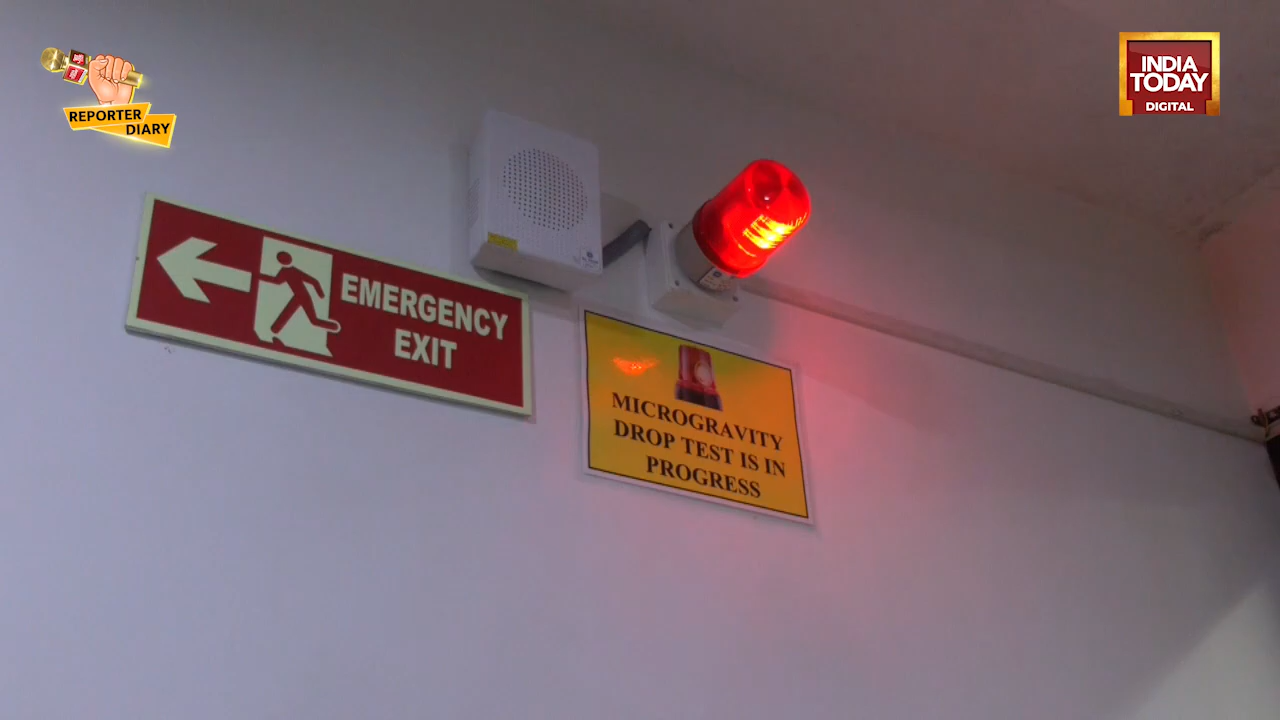 REPORTER
DIARY
INDIA
TODAY
DIGITAL
EMERGENCY
EXIT
MICROGRAVITY
DROP TEST IS IN
PROGRESS